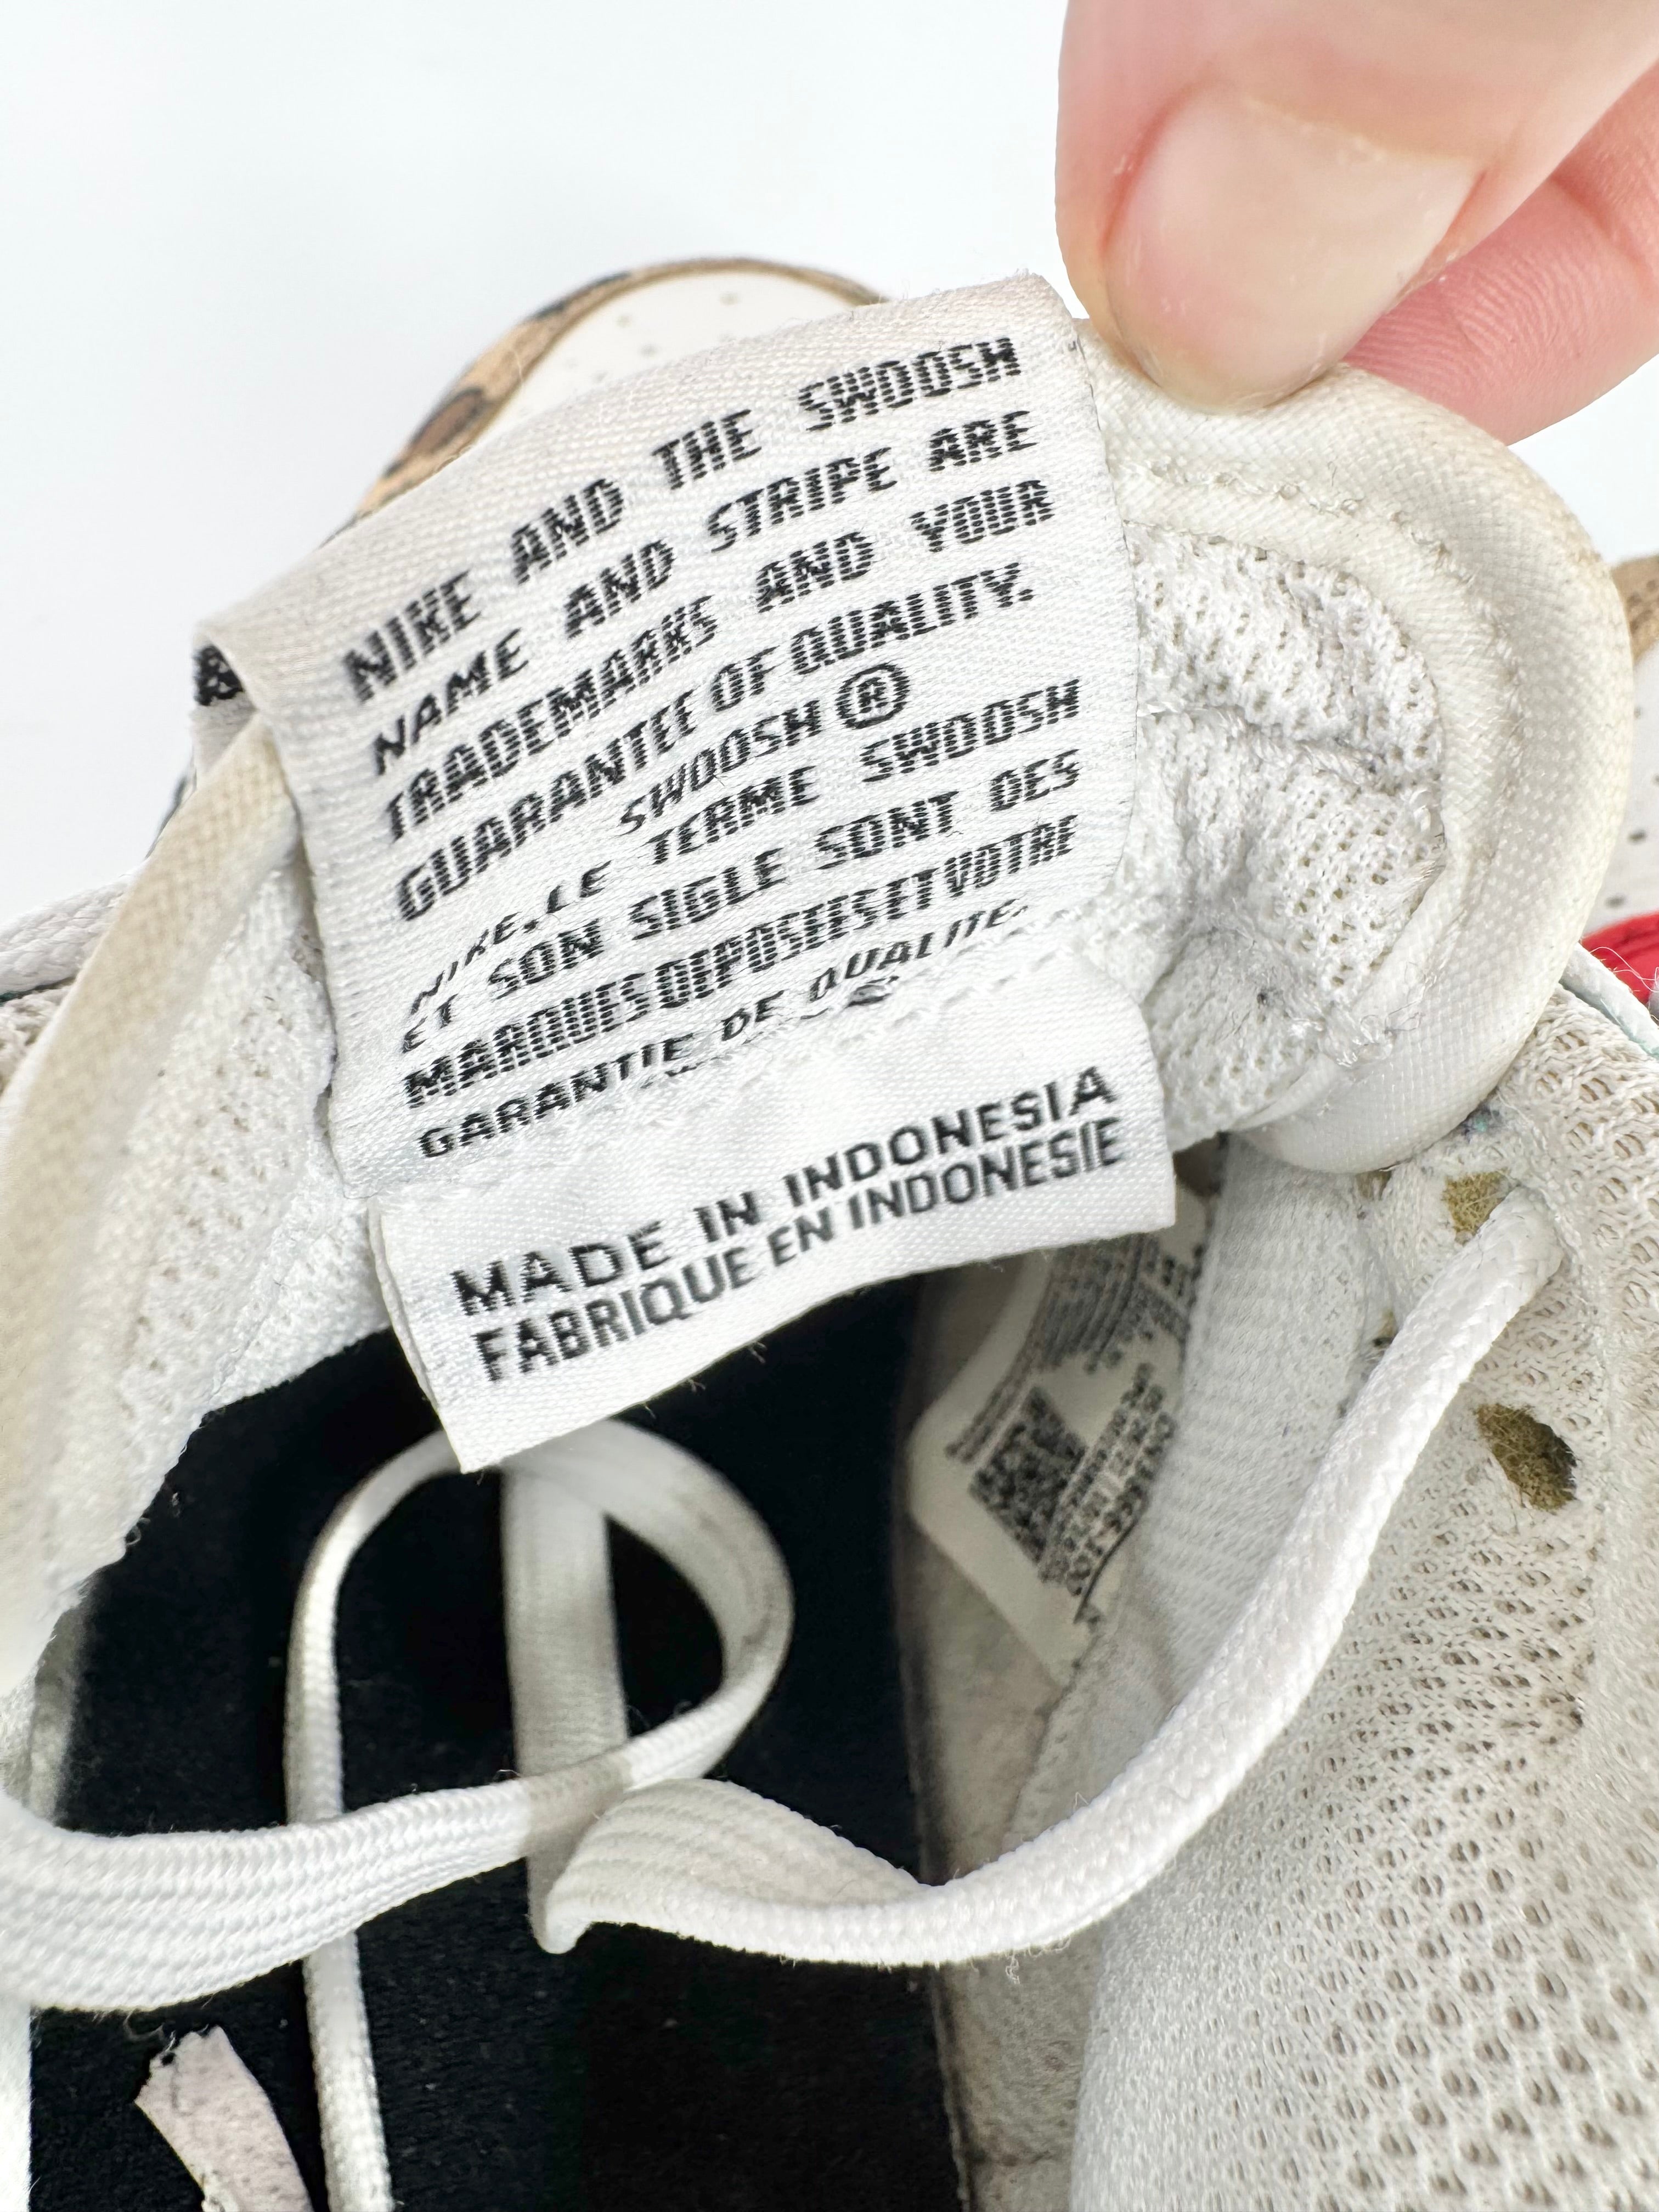 NIKE AND THE SWOOSH
NAME AND STRIPE ARE
TRADEMARKS AND YOUR
GUARANTEE OF QUALITY.
SWOOSH ®
NIKE, LE TERME SWOOSH
ET SON SIGLE SONT DES
MARQUES DEPOSEES ET VOTRE
GARANTIE DE QUALITE.
MADE IN INDONESIA
FABRIQUE EN INDONESIE